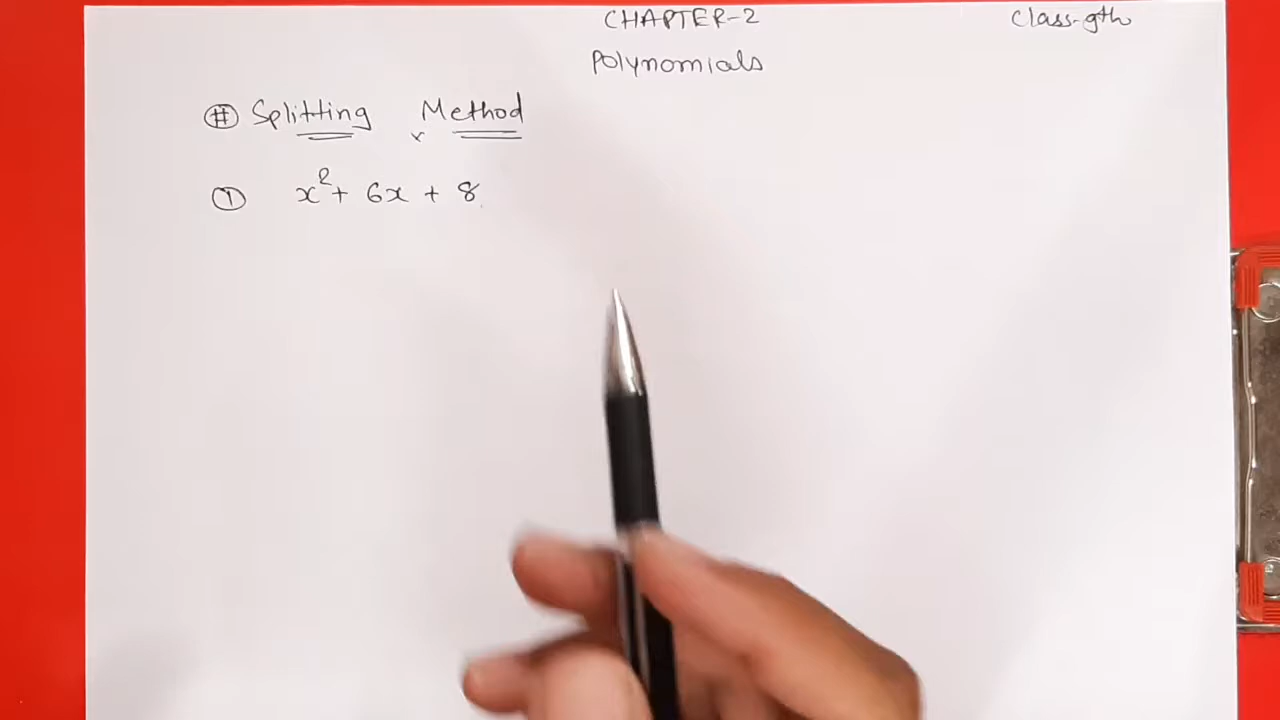 CHAPTER-2
Class-9th
Polynomials
# Splitting Method
① x² + 6x + 8